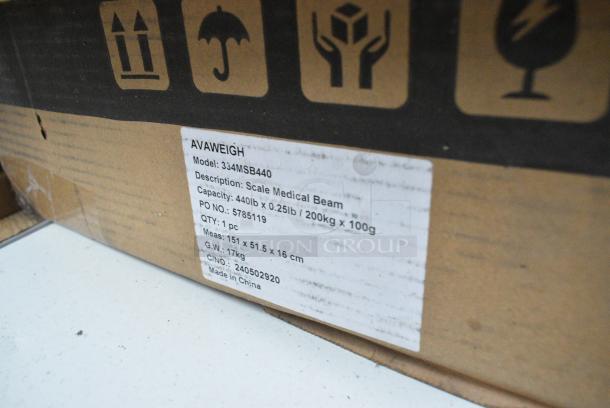 AVAWEIGH
Model: 334MSB440
Description: Scale Medical Beam
Capacity: 440lb x 0.25lb / 200kg x 100g
PO NO.: 5785119
QTY: 1 pc
Meas: 151 x 51.5 x 16 cm
G.W.: 17kg
C/NO.: 240502920
Made in China
GROUP